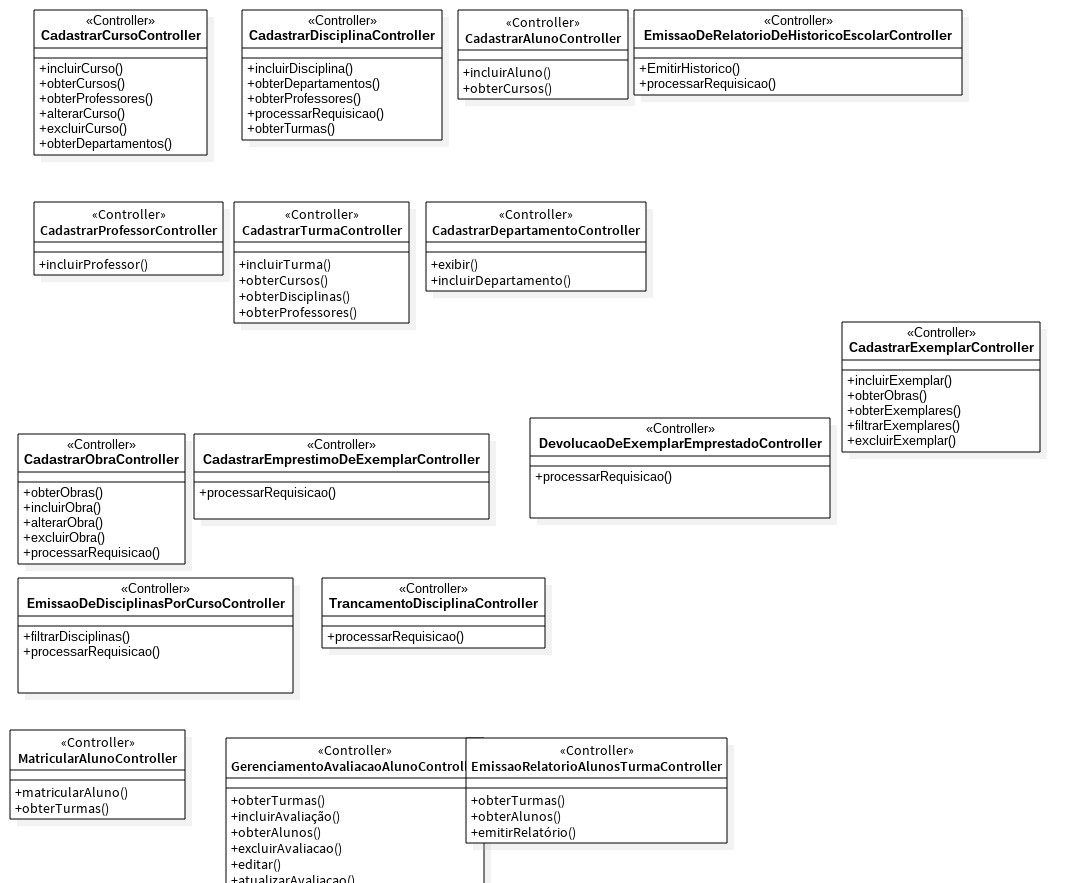 «Controller»
CadastrarCursoController
+incluirCurso()
+obterCursos()
+obterProfessores()
+alterarCurso()
+excluirCurso()
+obterDepartamentos()
«Controller»
CadastrarDisciplinaController
+incluirDisciplina()
+obterDepartamentos()
+obterProfessores()
+processarRequisicao()
+obterTurmas()
«Controller»
CadastrarAlunoController
+incluirAluno()
+obterCursos()
«Controller»
EmissaoDeRelatorioDeHistoricoEscolarController
+EmitirHistorico()
+processarRequisicao()
«Controller»
CadastrarProfessorController
+incluirProfessor()
«Controller»
CadastrarTurmaController
+incluirTurma()
+obterCursos()
+obterDisciplinas()
+obterProfessores()
«Controller»
CadastrarDepartamentoController
+exibir()
+incluirDepartamento()
«Controller»
CadastrarExemplarController
+incluirExemplar()
+obterObras()
+obterExemplares()
+filtrarExemplares()
+excluirExemplar()
«Controller»
CadastrarObraController
+obterObras()
+incluirObra()
+alterarObra()
+excluirObra()
+processarRequisicao()
«Controller»
CadastrarEmprestimoDeExemplarController
+processarRequisicao()
«Controller»
DevolucaoDeExemplarEmprestadoController
+processarRequisicao()
«Controller»
EmissaoDeDisciplinasPorCursoController
+filtrarDisciplinas()
+processarRequisicao()
«Controller»
TrancamentoDisciplinaController
+processarRequisicao()
«Controller»
MatricularAlunoController
+matricularAluno()
+obterTurmas()
«Controller»
GerenciamentoAvaliacaoAlunoControll
+obterTurmas()
+incluirAvaliação()
+obterAlunos()
+excluirAvaliacao()
+editar()
+atualizarAvaliacao()
«Controller»
EmissaoRelatorioAlunosTurmaController
+obterTurmas()
+obterAlunos()
+emitirRelatório()